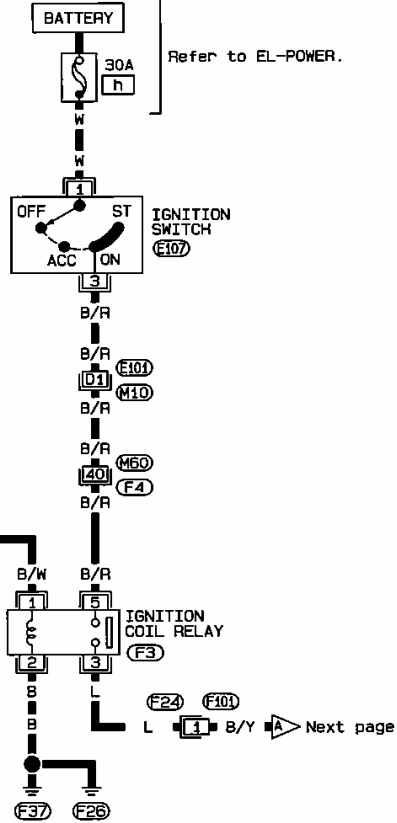 BATTERY
30A
h
Refer to EL-POWER.
W
W
1
OFF
ST
ACC
ON
IGNITION
SWITCH
E107
3
B/R
B/R
D1
E101
M10
B/R
B/R
40
M60
F4
B/R
B/W
B/R
1
5
IGNITION
COIL RELAY
F3
2
3
B
L
B
F24
F101
L
1
B/Y
A
Next page
F37
F26